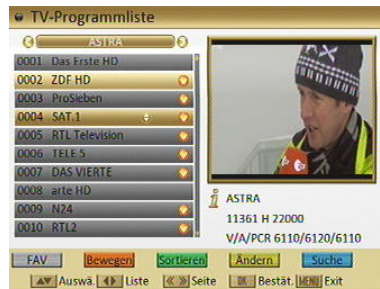 TV-Programmliste
ASTRA
0001 Das Erste HD
0002 ZDF HD
0003 ProSieben
0004 SAT.1
0005 RTL Television
0006 TELE 5
0007 DAS VIERTE
0008 arte HD
0009 N24
0010 RTL2
ASTRA
11361 H 22000
V/A/PCR 6110/6120/6110
FAV Bewegen Sortieren Ändern Suche
Auswä. Liste Seite OK Bestät. MENU Exit